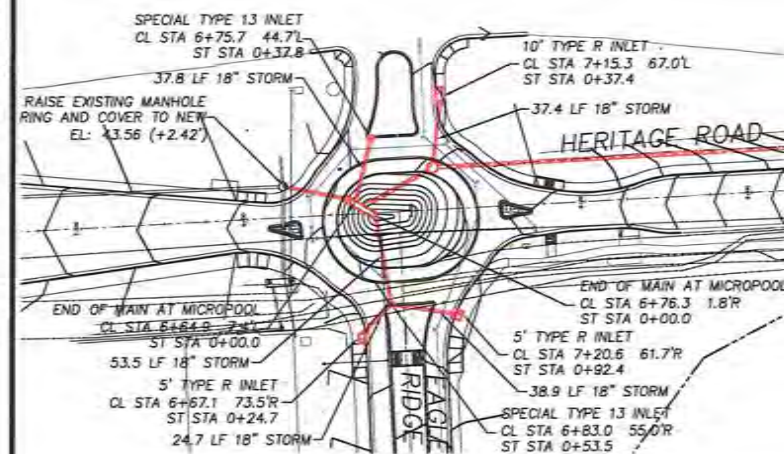 SPECIAL TYPE 13 INLET
CL STA 6+75.7 44.7'L
ST STA 0+37.8
37.8 LF 18" STORM
10' TYPE R INLET
CL STA 7+15.3 67.0'L
ST STA 0+37.4
37.4 LF 18" STORM
RAISE EXISTING MANHOLE
RING AND COVER TO NEW
EL: 43.56 (+2.42')
HERITAGE ROAD
END OF MAIN AT MICROPOOL
CL STA 6+64.9
ST STA 0+00.0
53.5 LF 18" STORM
5' TYPE R INLET
CL STA 6+67.1 73.5'R
ST STA 0+24.7
24.7 LF 18" STORM
EAGLE
RIDGE
END OF MAIN AT MICROPOOL
CL STA 6+76.3 1.8'R
ST STA 0+00.0
5' TYPE R INLET
CL STA 7+20.6 61.7'R
ST STA 0+92.4
38.9 LF 18" STORM
SPECIAL TYPE 13 INLET
CL STA 6+83.0 55.0'R
ST STA 0+53.5